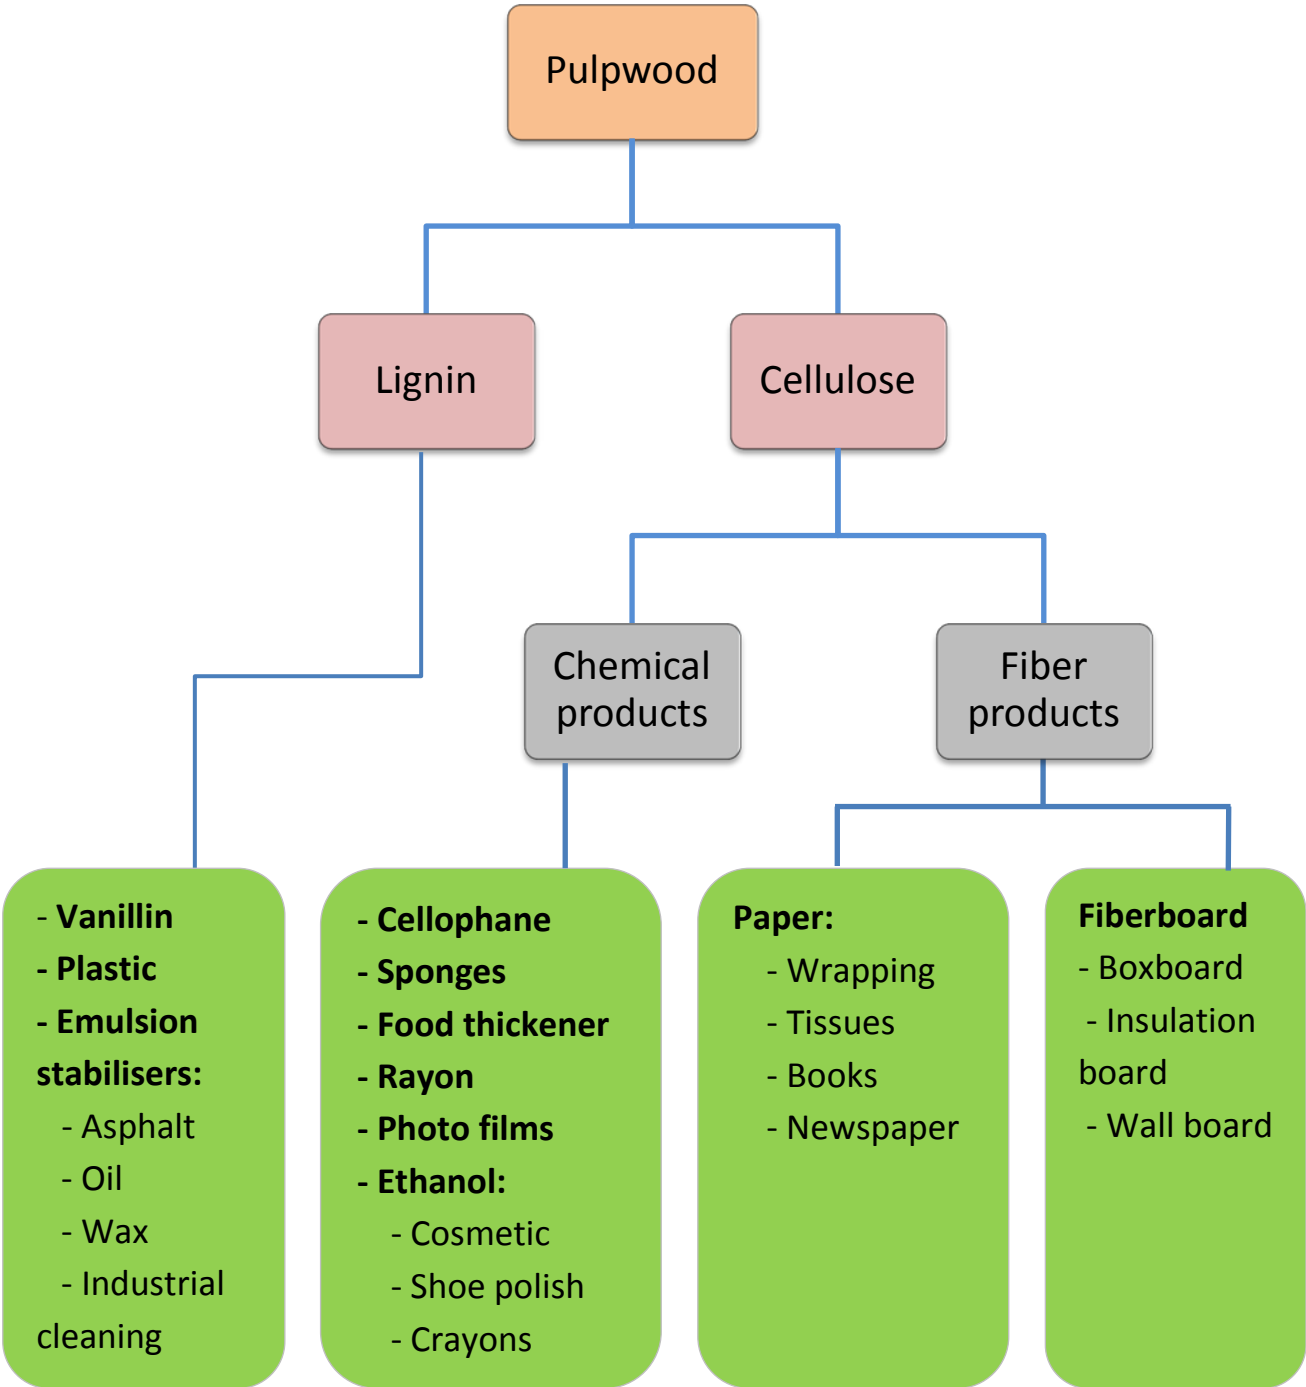 Pulpwood
Lignin
Cellulose
Chemical
products
Fiber
products
- Vanillin
- Plastic
- Emulsion
stabilisers:
- Asphalt
- Oil
- Wax
- Industrial
cleaning
- Cellophane
- Sponges
- Food thickener
- Rayon
- Photo films
- Ethanol:
- Cosmetic
- Shoe polish
- Crayons
Paper:
- Wrapping
- Tissues
- Books
- Newspaper
Fiberboard
- Boxboard
- Insulation
board
- Wall board